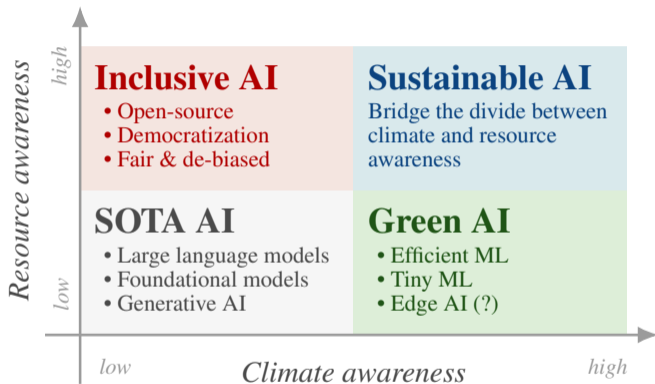 high
Resource awareness
low
Inclusive AI
• Open-source
• Democratization
• Fair & de-biased
Sustainable AI
Bridge the divide between
climate and resource
awareness
SOTA AI
• Large language models
• Foundational models
• Generative AI
Green AI
• Efficient ML
• Tiny ML
• Edge AI (?)
low
Climate awareness
high